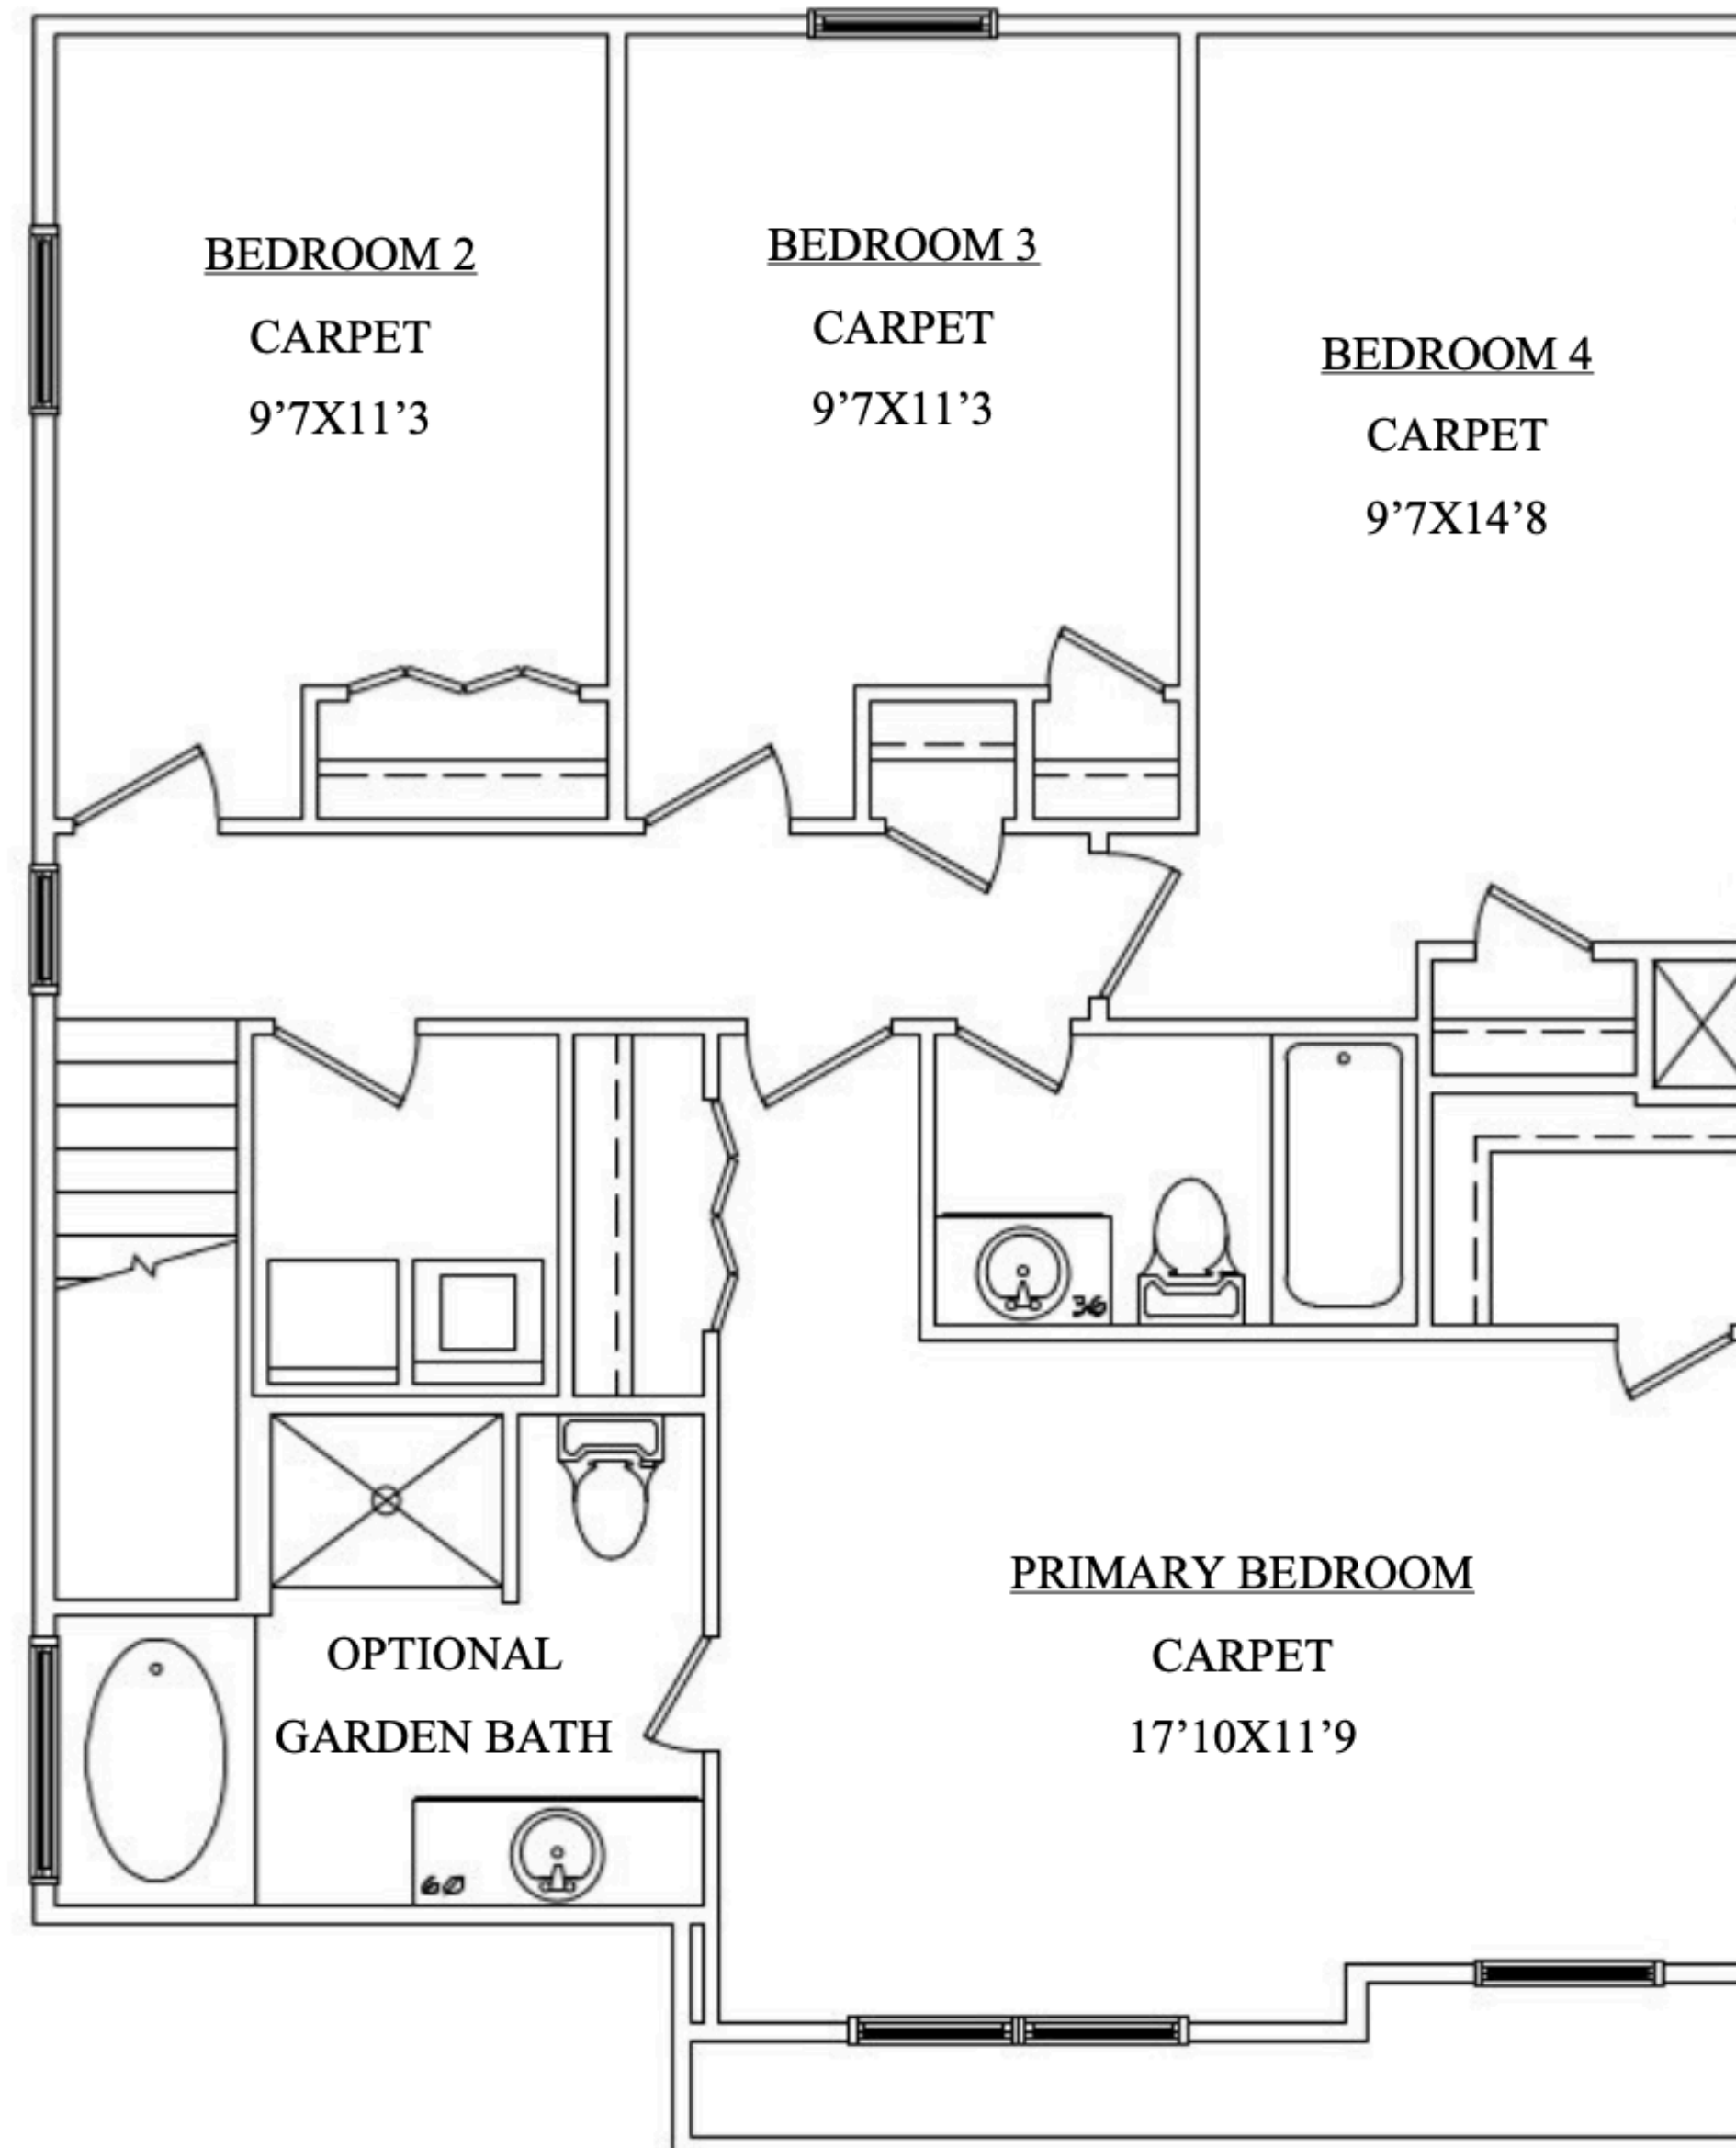 BEDROOM 2
CARPET
9’7X11’3
BEDROOM 3
CARPET
9’7X11’3
BEDROOM 4
CARPET
9’7X14’8
36
PRIMARY BEDROOM
CARPET
17’10X11’9
OPTIONAL
GARDEN BATH
60